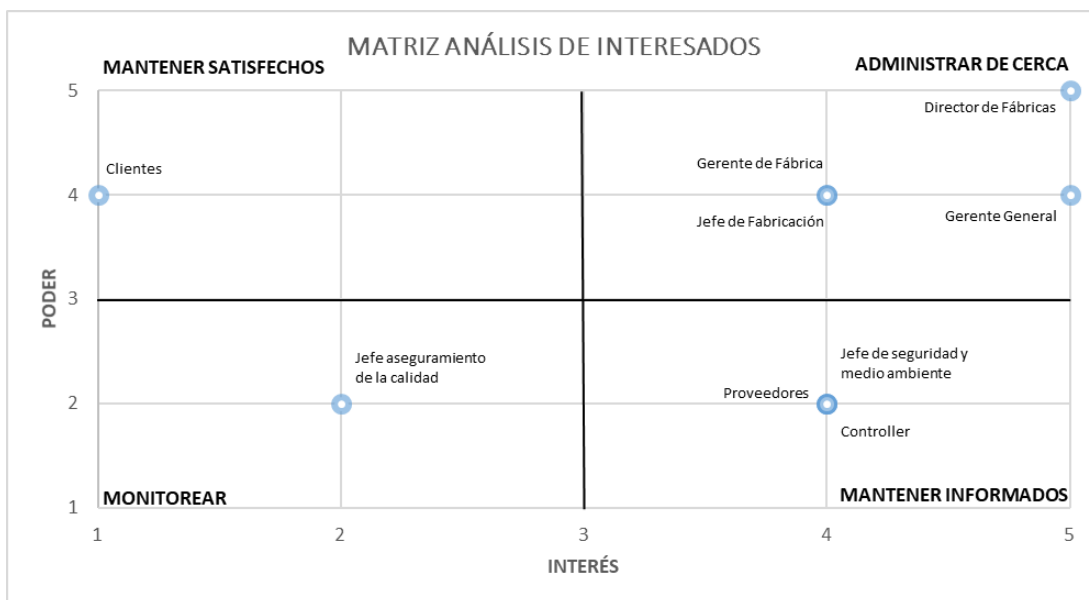 MATRIZ ANÁLISIS DE INTERESADOS
MANTENER SATISFECHOS
ADMINISTRAR DE CERCA
5
Director de Fábricas
Clientes
Gerente de Fábrica
4
Jefe de Fabricación
Gerente General
PODER
3
Jefe aseguramiento
de la calidad
Jefe de seguridad y
medio ambiente
Proveedores
2
Controller
MONITOREAR
MANTENER INFORMADOS
1
1
2
3
4
5
INTERÉS